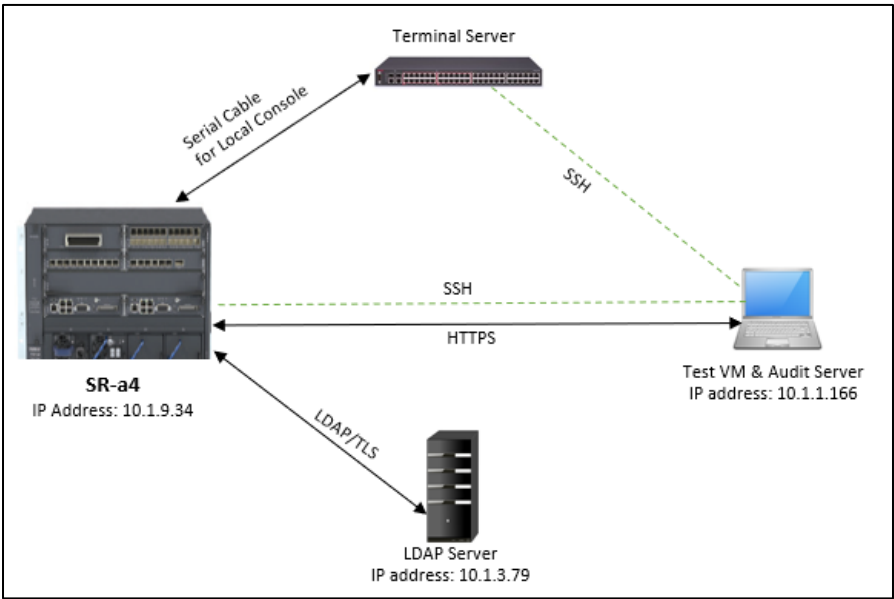 Terminal Server
Serial Cable
for Local Console
SSH
SSH
HTTPS
SR-a4
IP Address: 10.1.9.34
Test VM & Audit Server
IP address: 10.1.1.166
LDAP/TLS
LDAP Server
IP address: 10.1.3.79